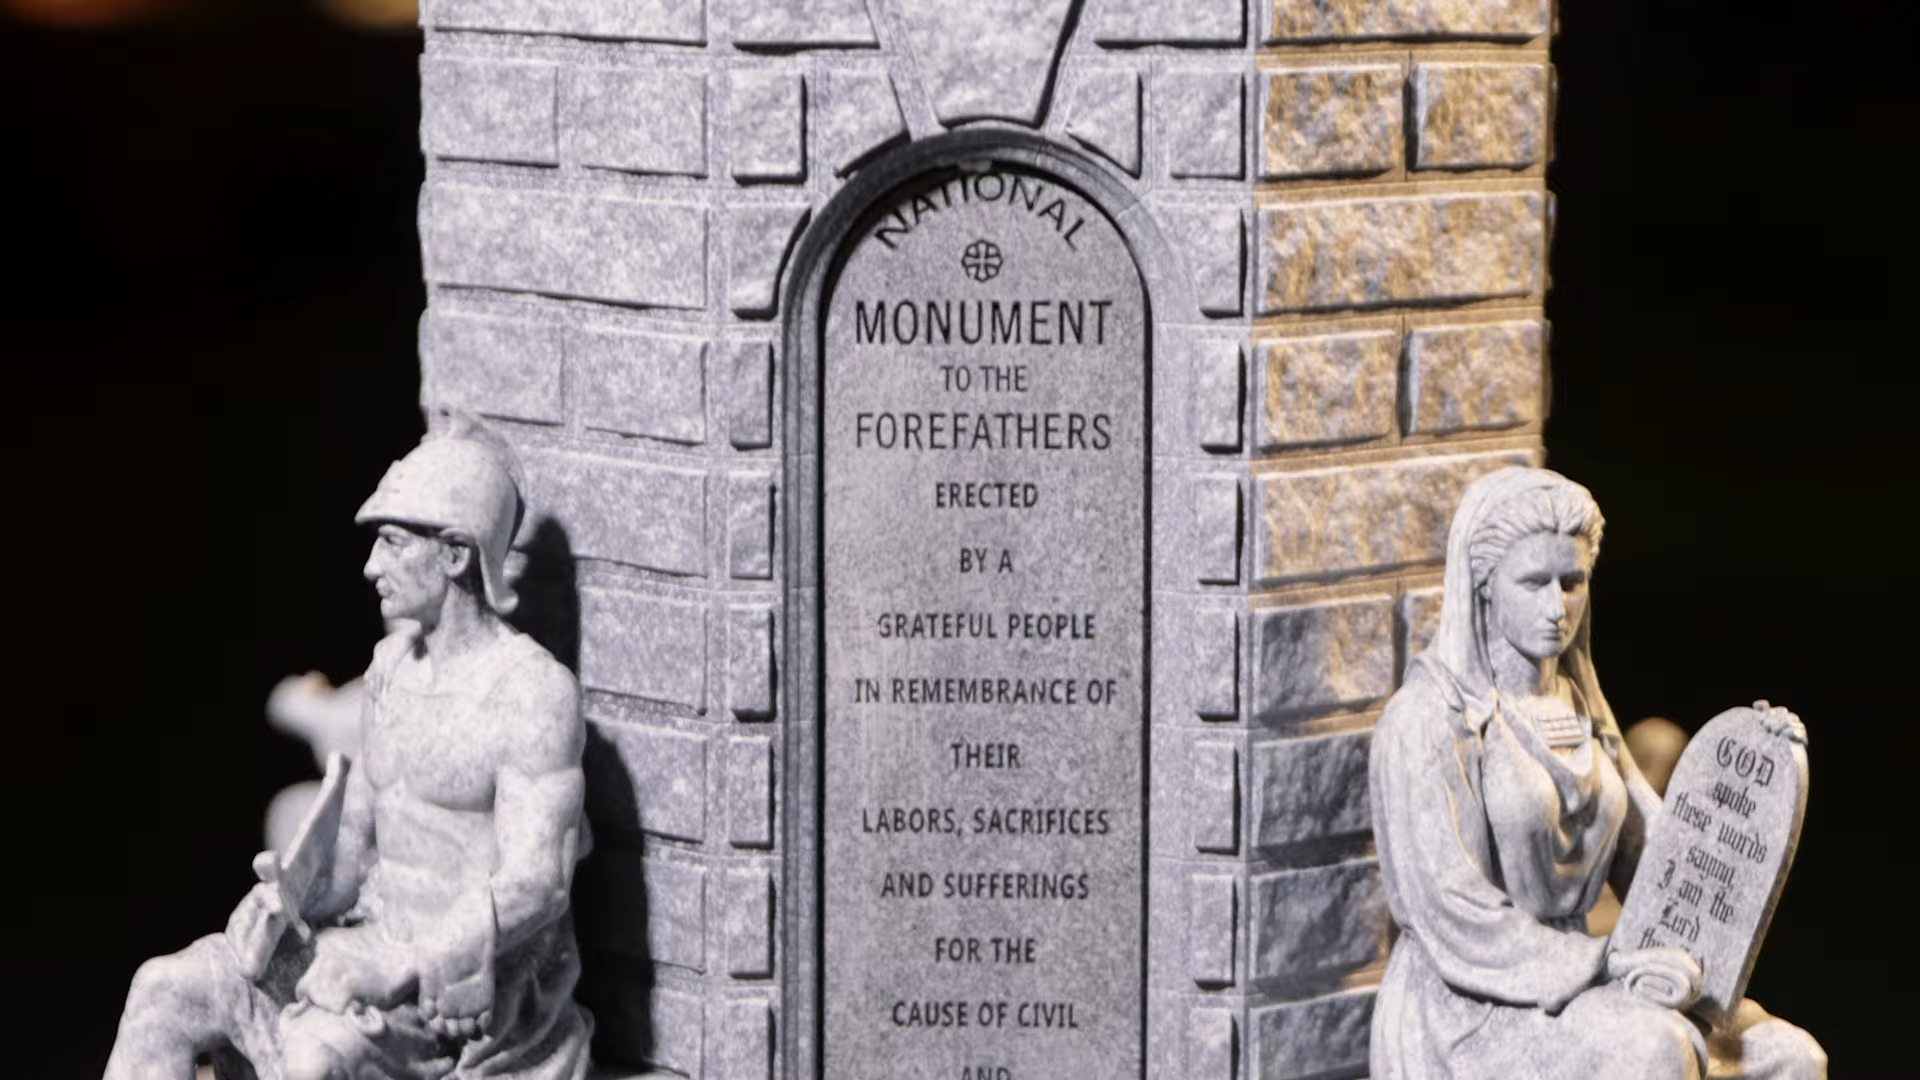 NATIONAL
MONUMENT
TO THE
FOREFATHERS
ERECTED
BY A
GRATEFUL PEOPLE
IN REMEMBRANCE OF
THEIR
LABORS, SACRIFICES
AND SUFFERINGS
FOR THE
CAUSE OF CIVIL
AND
GOD
spoke
these words
saying,
I am the
Lord